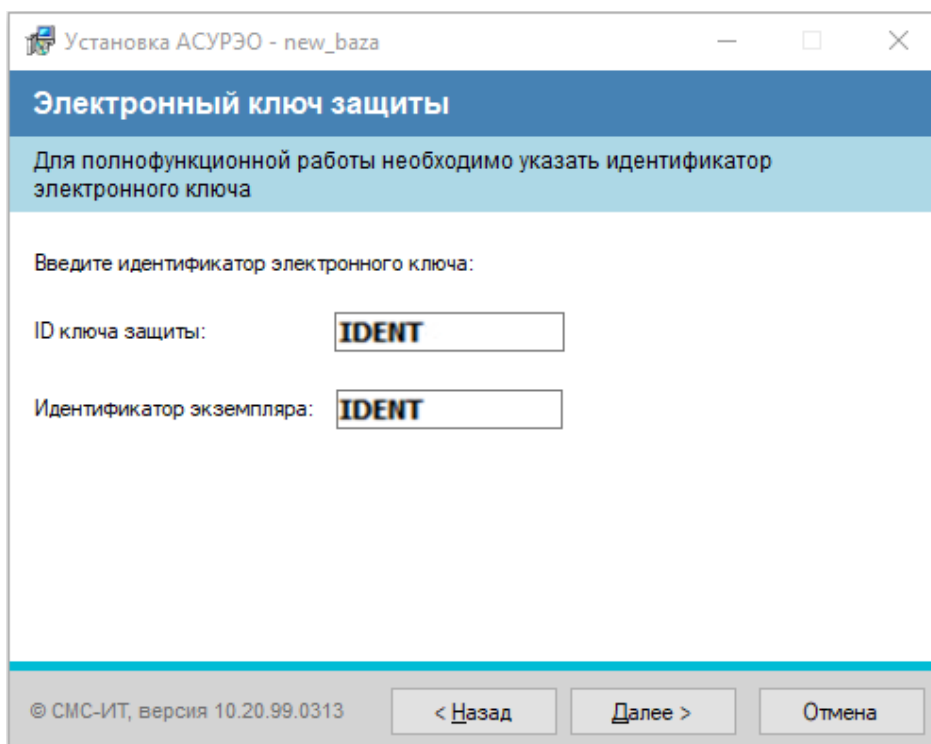 Установка АСУРЭО - new_baza
Электронный ключ защиты
Для полнофункционной работы необходимо указать идентификатор
электронного ключа
Введите идентификатор электронного ключа:
ID ключа защиты: IDENT
Идентификатор экземпляра: IDENT
© СМС-ИТ, версия 10.20.99.0313 < Назад Далее > Отмена